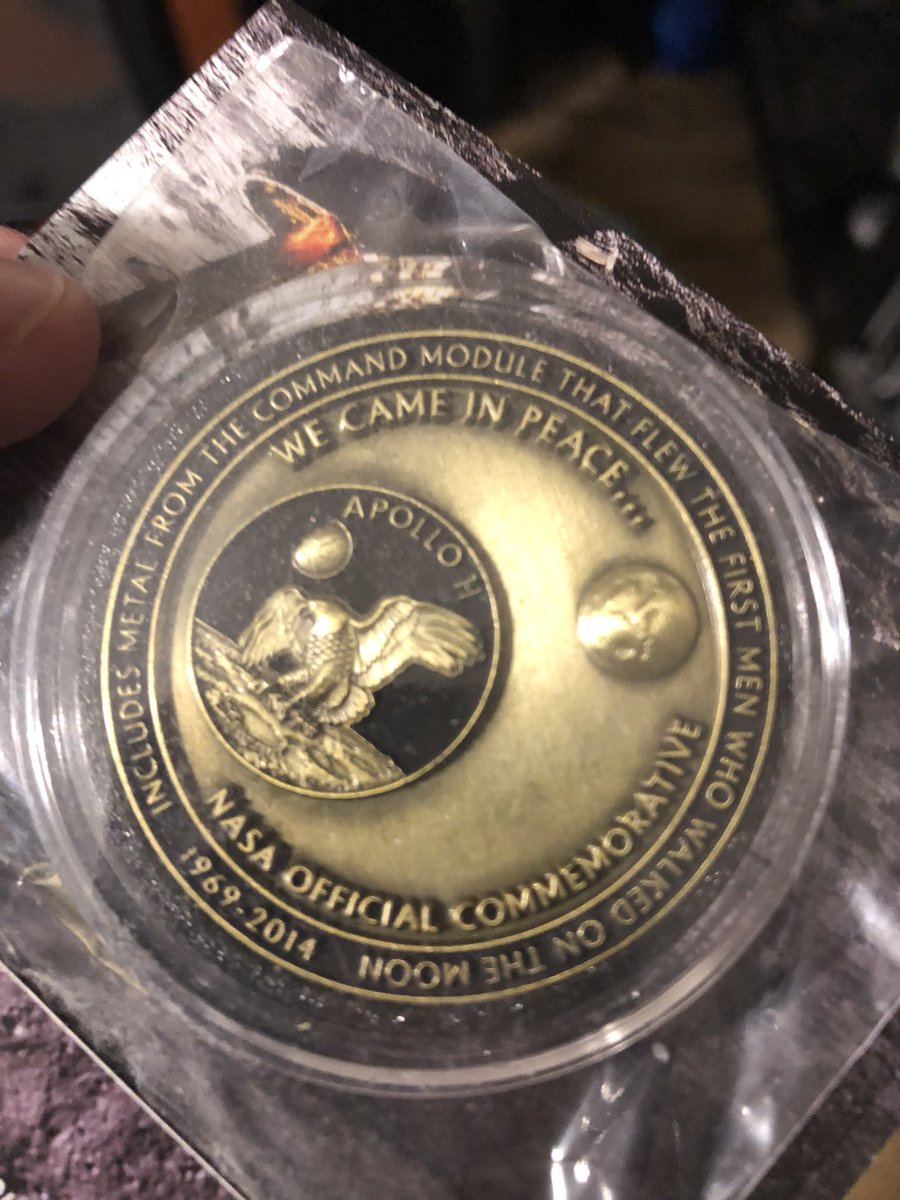 INCLUDES METAL FROM THE COMMAND MODULE THAT FLEW THE FIRST MEN WHO WALKED ON THE MOON
WE CAME IN PEACE...
APOLLO 11
NASA OFFICIAL COMMEMORATIVE
1969-2014